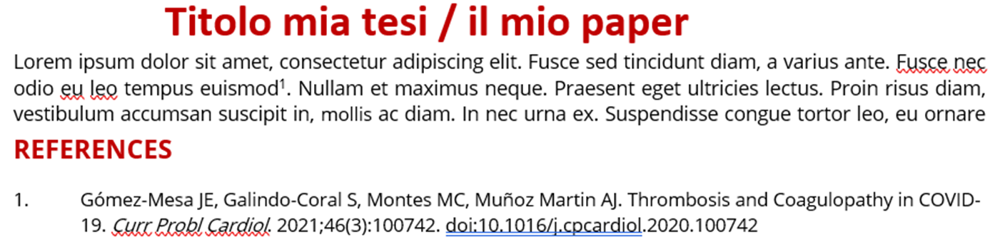 Titolo mia tesi / il mio paper
Lorem ipsum dolor sit amet, consectetur adipiscing elit. Fusce sed tincidunt diam, a varius ante. Fusce nec
odio eu leo tempus euismod¹. Nullam et maximus neque. Praesent eget ultricies lectus. Proin risus diam,
vestibulum accumsan suscipit in, mollis ac diam. In nec urna ex. Suspendisse congue tortor leo, eu ornare
REFERENCES
1. Gómez-Mesa JE, Galindo-Coral S, Montes MC, Muñoz Martin AJ. Thrombosis and Coagulopathy in COVID-
19. Curr Probl Cardiol. 2021;46(3):100742. doi:10.1016/j.cpcardiol.2020.100742